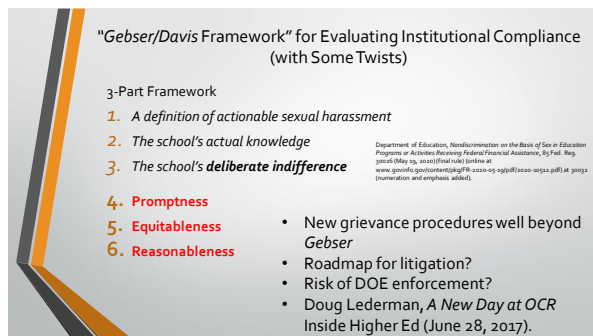 “Gebser/Davis Framework” for Evaluating Institutional Compliance
(with Some Twists)
3-Part Framework
1. A definition of actionable sexual harassment
2. The school’s actual knowledge
3. The school’s deliberate indifference
Department of Education, Nondiscrimination on the Basis of Sex in Education
Programs or Activities Receiving Federal Financial Assistance, 85 Fed. Reg.
30026 (May 19, 2020) (final rule) (online at
www.govinfo.gov/content/pkg/FR-2020-05-19/pdf/2020-10512.pdf) at 30032
(numeration and emphasis added).
4. Promptness
5. Equitableness
6. Reasonableness
• New grievance procedures well beyond
Gebser
• Roadmap for litigation?
• Risk of DOE enforcement?
• Doug Lederman, A New Day at OCR
Inside Higher Ed (June 28, 2017).